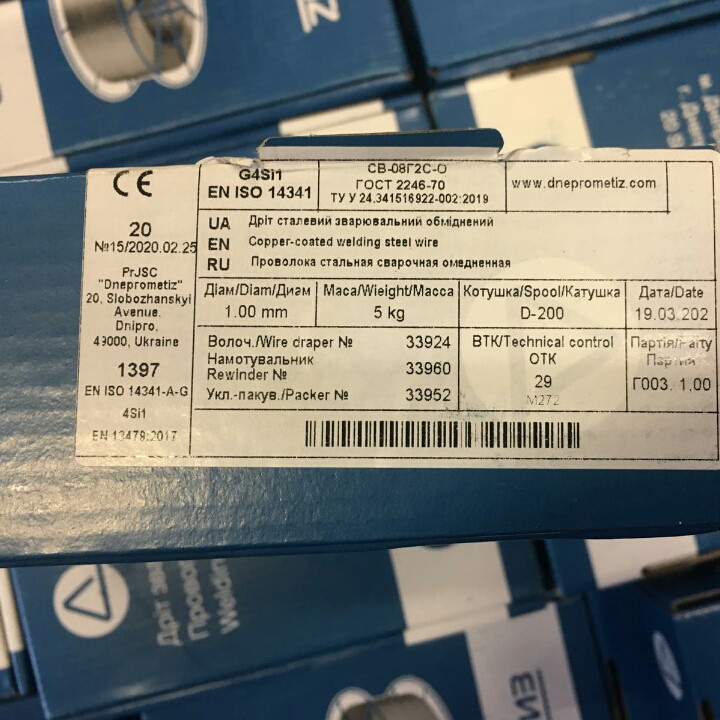 CE
20
№15/2020.02.25
PrJSC
"Dneprometiz"
20, Slobozhanskyi
Avenue,
Dnipro,
49000, Ukraine
1397
EN ISO 14341-A-G
4Si1
EN 13479:2017
G4Si1
EN ISO 14341
СВ-08Г2С-О
ГОСТ 2246-70
ТУ У 24.341516922-002:2019
www.dneprometiz.com
UA Дріт сталевий зварювальний обміднений
EN Copper-coated welding steel wire
RU Проволока стальная сварочная омедненная
Діам/Diam/Диам
1.00 mm
Маса/Wieight/Масса
5 kg
Котушка/Spool/Катушка
D-200
Дата/Date
19.03.202
Волоч./Wire draper № 33924
Намотувальник
Rewinder № 33960
Укл.-пакув./Packer № 33952
ВТК/Technical control
ОТК
29
М272
Партія/Party
Партия
Г003. 1.00
Дріт
Welding